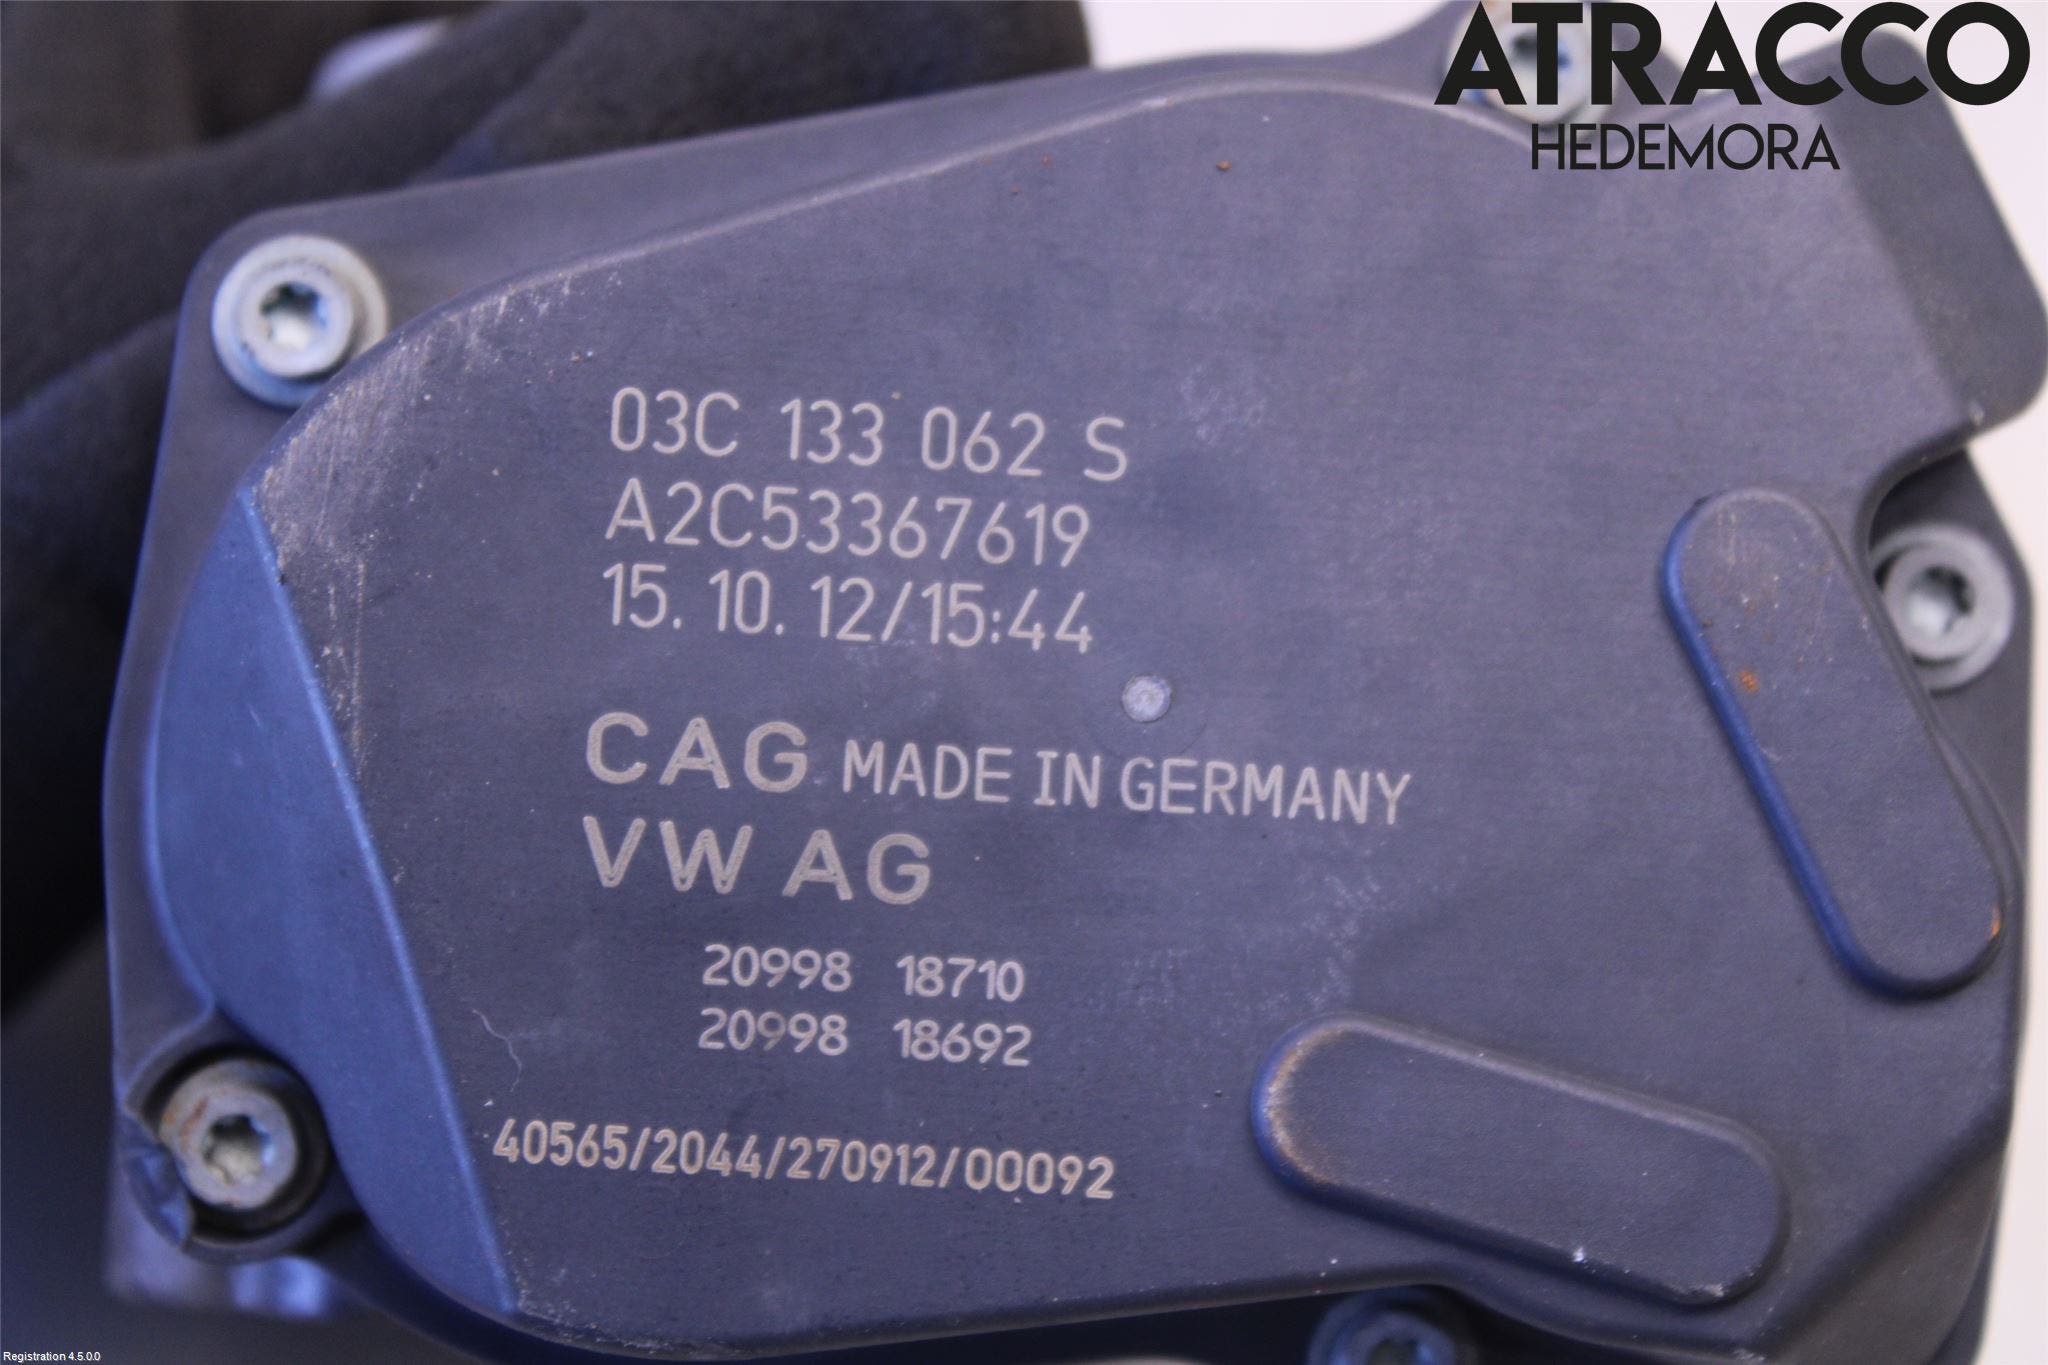 ATRACCO
HEDEMORA
03C 133 062 S
A2C53367619
15.10.12/15:44
CAG MADE IN GERMANY
VW AG
20998 18710
20998 18692
40565/2044/270912/00092
Registration 4.5.0.0